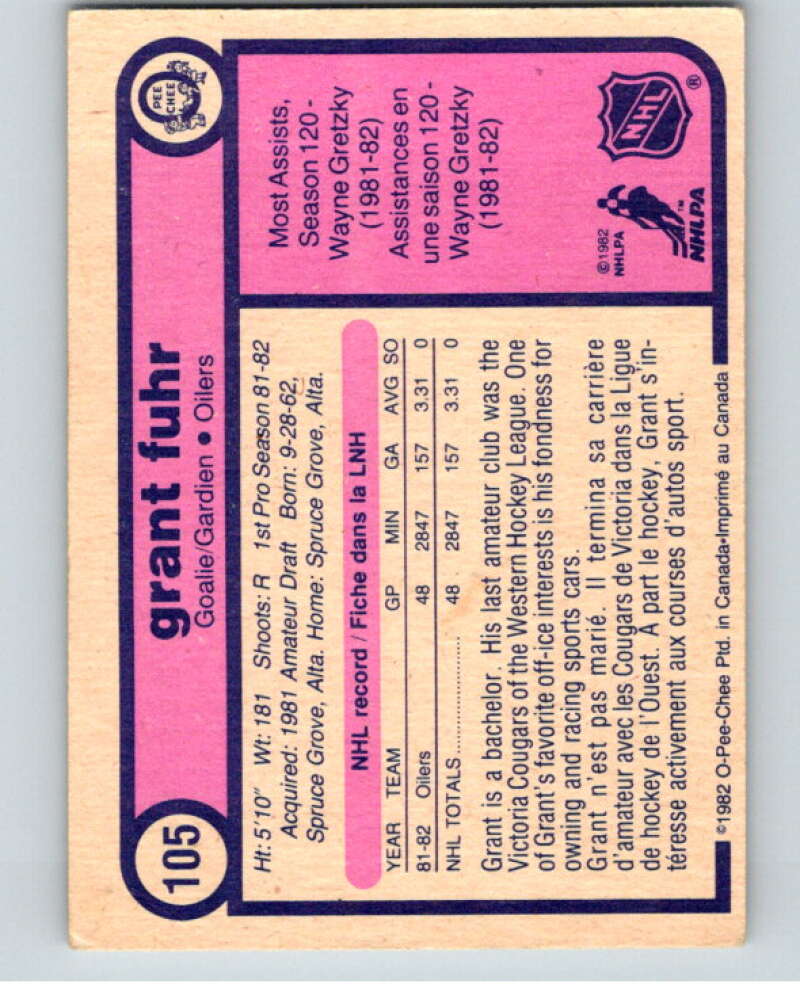 105
grant fuhr
Goalie/Gardien • Oilers
O
PEE
CHEE
Ht: 5'10" Wt: 181 Shoots: R 1st Pro Season 81-82
Acquired: 1981 Amateur Draft Born: 9-28-62,
Spruce Grove, Alta. Home: Spruce Grove, Alta.
NHL record / Fiche dans la LNH
YEAR TEAM GP MIN GA AVG SO
81-82 Oilers 48 2847 157 3.31 0
NHL TOTALS .................... 48 2847 157 3.31 0
Grant is a bachelor. His last amateur club was the
Victoria Cougars of the Western Hockey League. One
of Grant's favorite off-ice interests is his fondness for
owning and racing sports cars.
Grant n'est pas marié. Il termina sa carrière
d'amateur avec les Cougars de Victoria dans la Ligue
de hockey de l'Ouest. À part le hockey, Grant s'in-
téresse activement aux courses d'autos sport.
Most Assists,
Season 120 -
Wayne Gretzky
(1981-82)
Assistances en
une saison 120 -
Wayne Gretzky
(1981-82)
©1982
NHLPA
NHLPA™
NHL®
©1982 O-Pee-Chee Ptd. in Canada•Imprimé au Canada